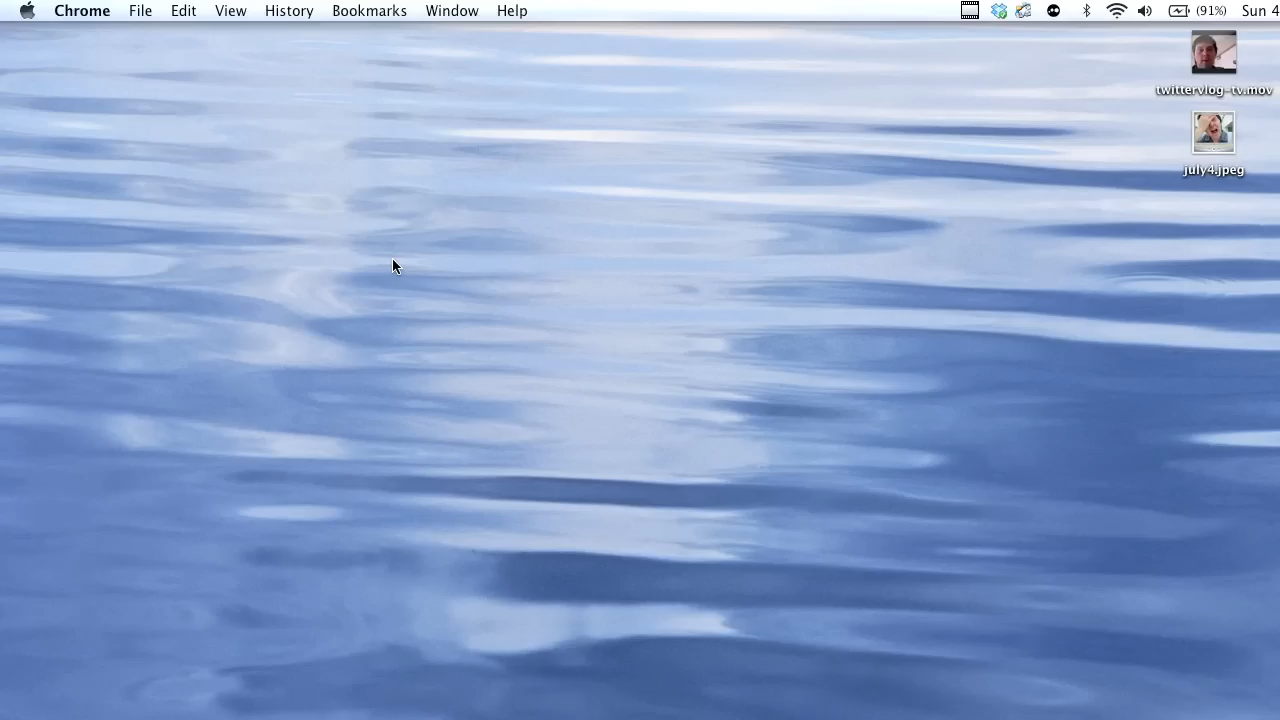 Chrome File Edit View History Bookmarks Window Help (91%) Sun 4
twittervlog-tv.mov
july4.jpeg